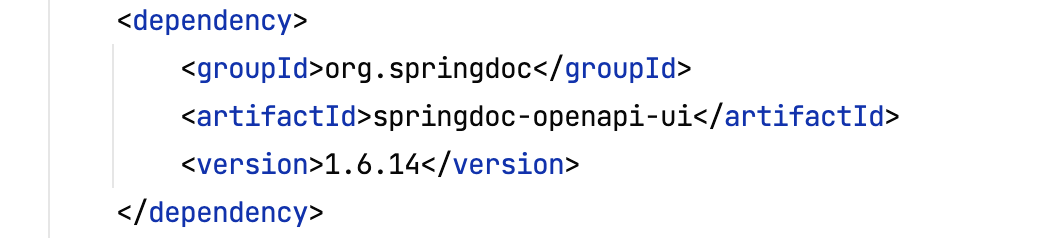 <dependency>
<groupId>org.springdoc</groupId>
<artifactId>springdoc-openapi-ui</artifactId>
<version>1.6.14</version>
</dependency>